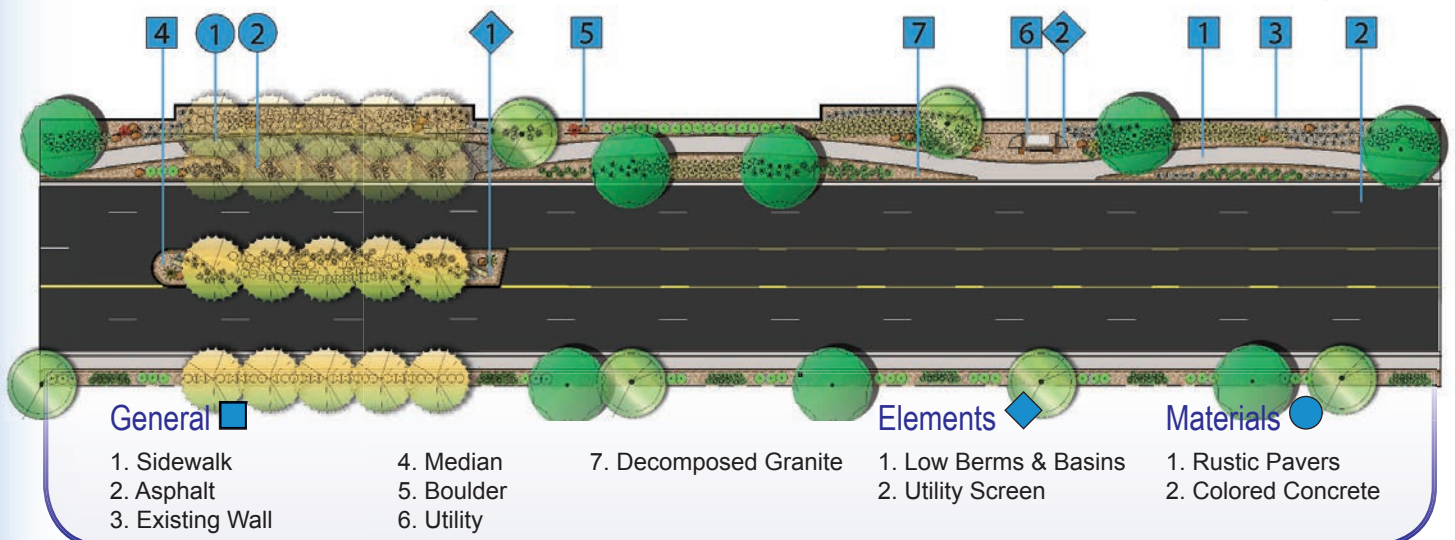 4 1 2 1 5 7 6 2 1 3 2
General
1. Sidewalk
2. Asphalt
3. Existing Wall
4. Median
5. Boulder
6. Utility
7. Decomposed Granite
Elements
1. Low Berms & Basins
2. Utility Screen
Materials
1. Rustic Pavers
2. Colored Concrete